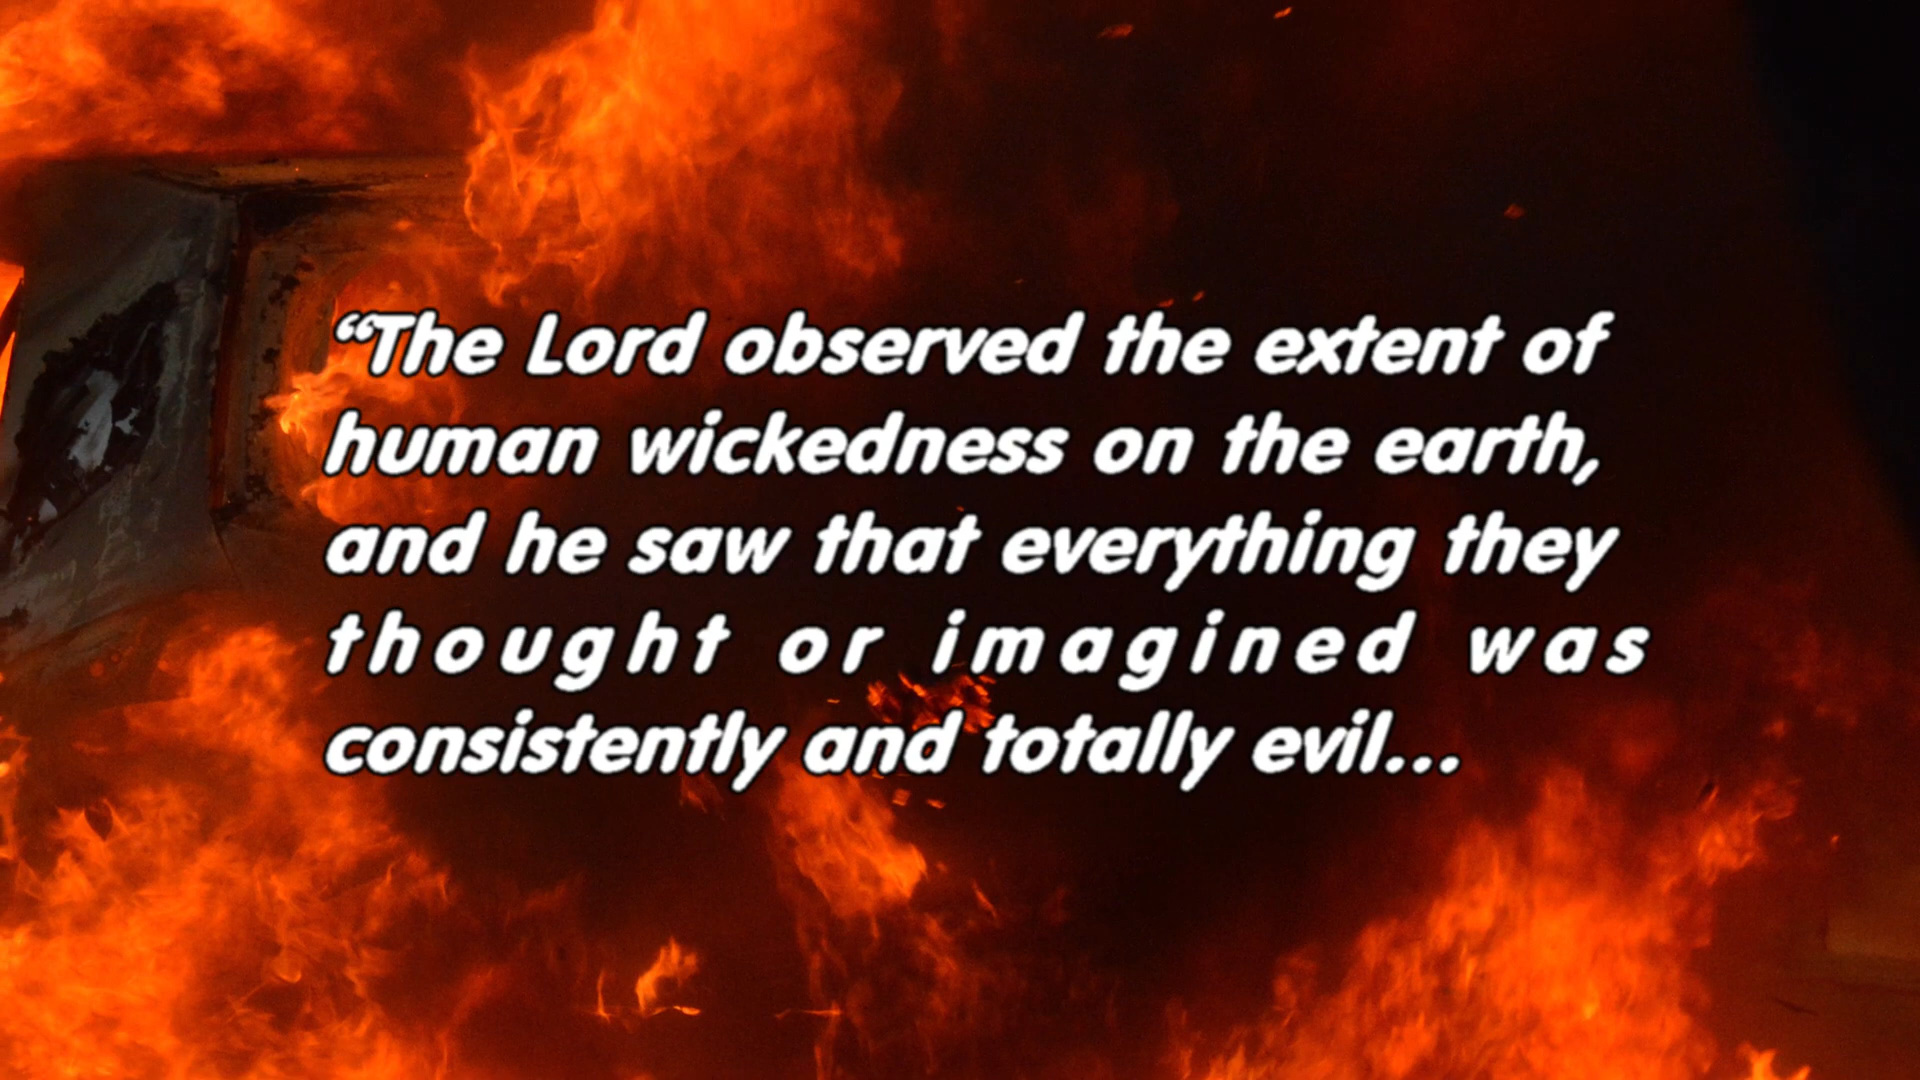 “The Lord observed the extent of
human wickedness on the earth,
and he saw that everything they
thought or imagined was
consistently and totally evil...